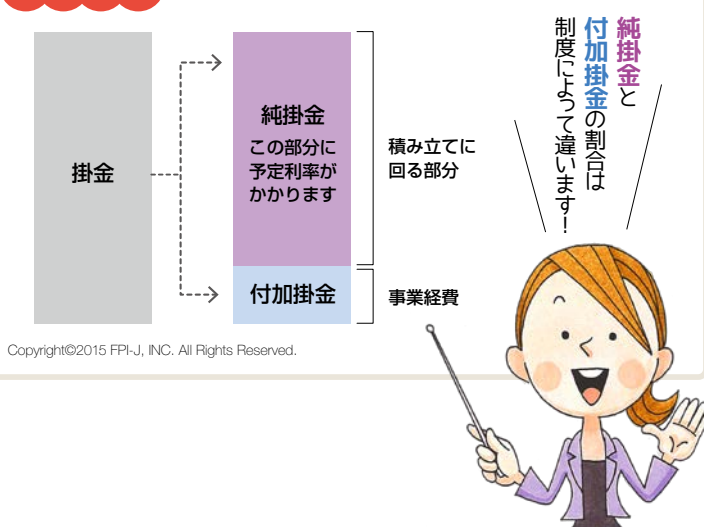 掛金
純掛金
この部分に
予定利率が
かかります
付加掛金
積み立てに
回る部分
事業経費
純掛金と
付加掛金の割合は
制度によって違います!
Copyright©2015 FPI-J, INC. All Rights Reserved.